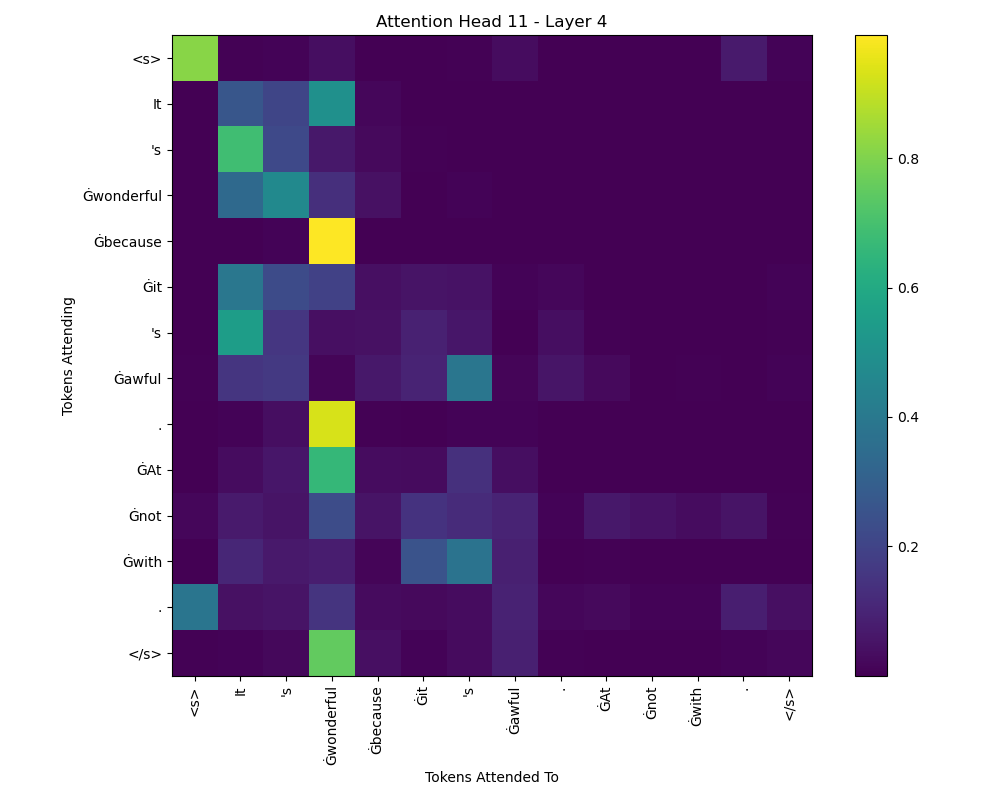 Attention Head 11 - Layer 4
Tokens Attending
<s>
It
's
Ġwonderful
Ġbecause
Ġit
's
Ġawful
.
ĠAt
Ġnot
Ġwith
.
</s>
<s>
It
's
Ġwonderful
Ġbecause
Ġit
's
Ġawful
.
ĠAt
Ġnot
Ġwith
.
</s>
Tokens Attended To
0.8
0.6
0.4
0.2